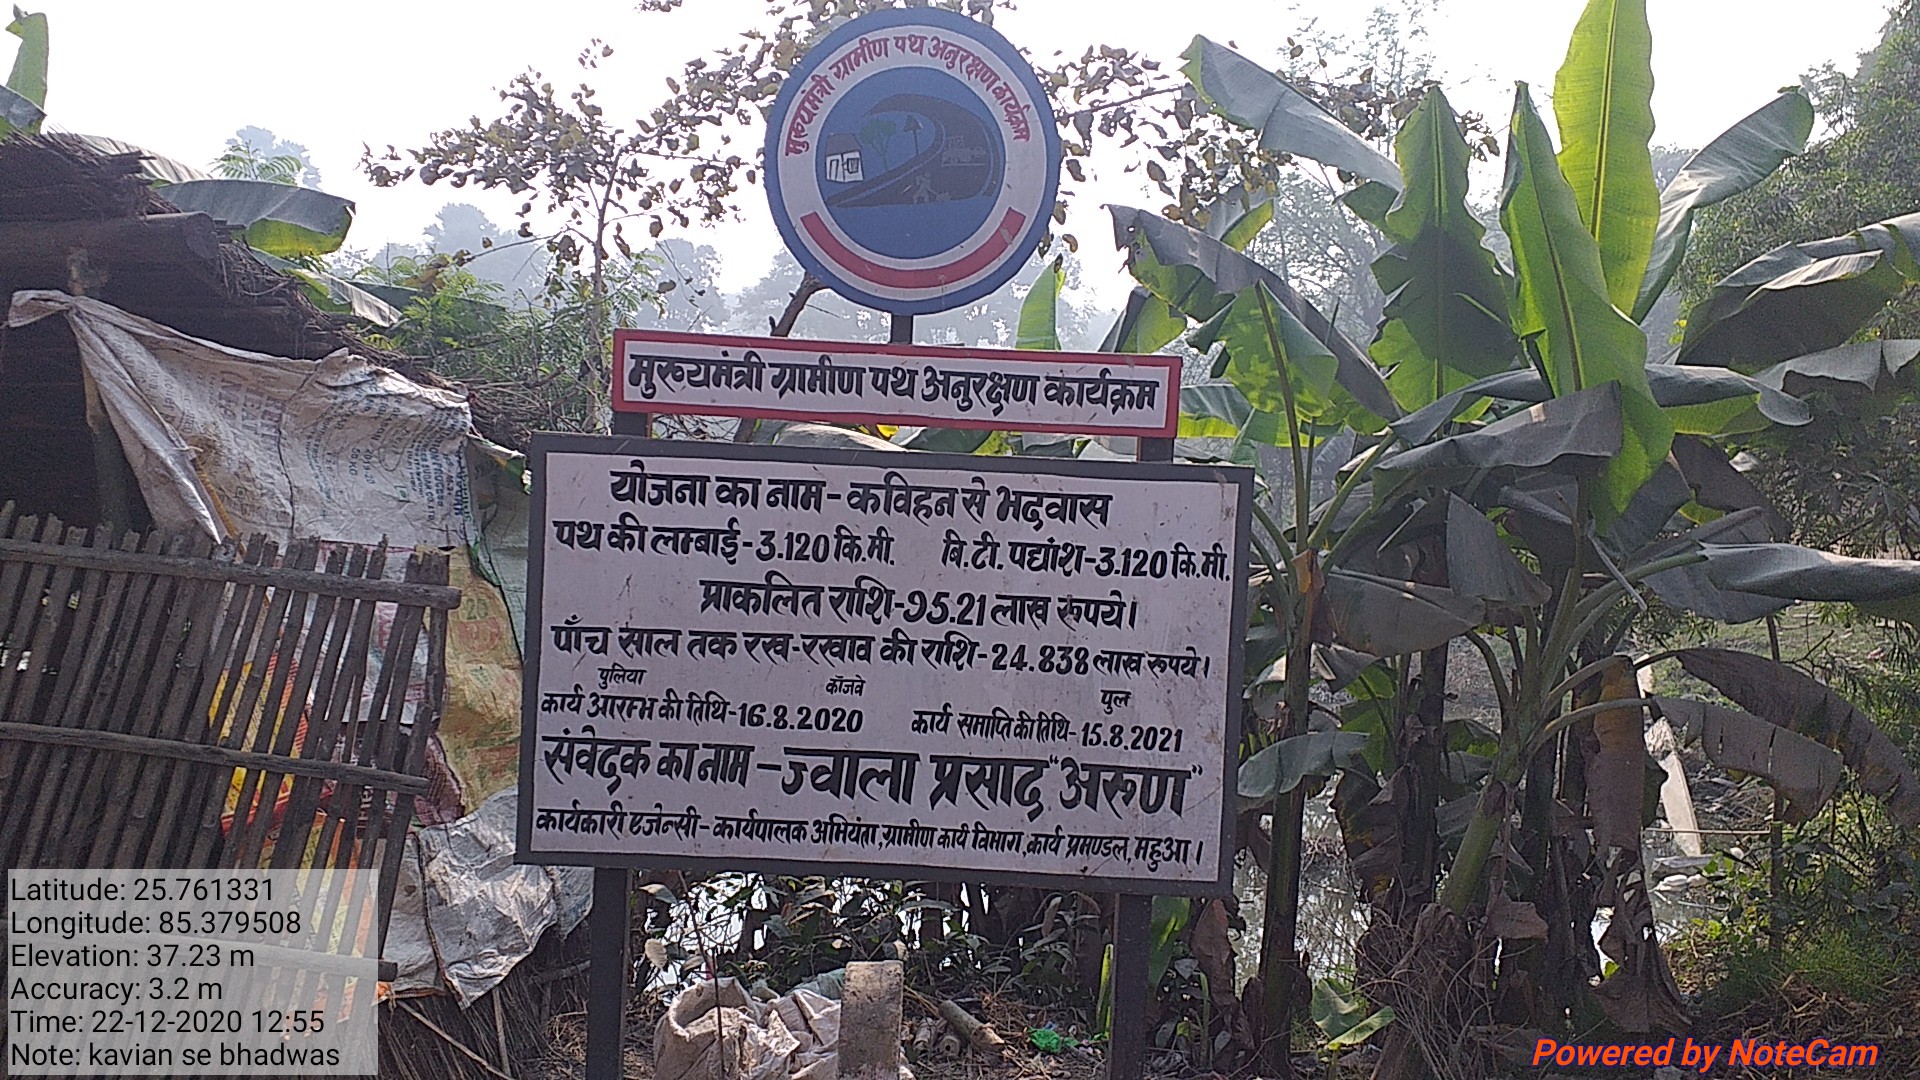 मुख्यमंत्री ग्रामीण पथ अनुरक्षण कार्यक्रम
मुख्यमंत्री ग्रामीण पथ अनुरक्षण कार्यक्रम
योजना का नाम - कविहन से भदवास
पथ की लम्बाई - 3.120 कि.मी. बि.टी. पद्यांश - 3.120 कि.मी.
प्राकलित राशि - 95.21 लाख रूपये।
पाँच साल तक रख-रखाव की राशि - 24.838 लाख रूपये।
पुलिया कॉजवे पुल
कार्य आरम्भ की तिथि - 16.8.2020 कार्य समाप्ति की तिथि - 15.8.2021
संवेदक का नाम - ज्वाला प्रसाद "अरूण"
कार्यकारी एजेन्सी - कार्यपालक अभियंता, ग्रामीण कार्य विभाग, कार्य प्रमण्डल, महुआ।
Latitude: 25.761331
Longitude: 85.379508
Elevation: 37.23 m
Accuracy: 3.2 m
Time: 22-12-2020 12:55
Note: kavian se bhadwas
Powered by NoteCam